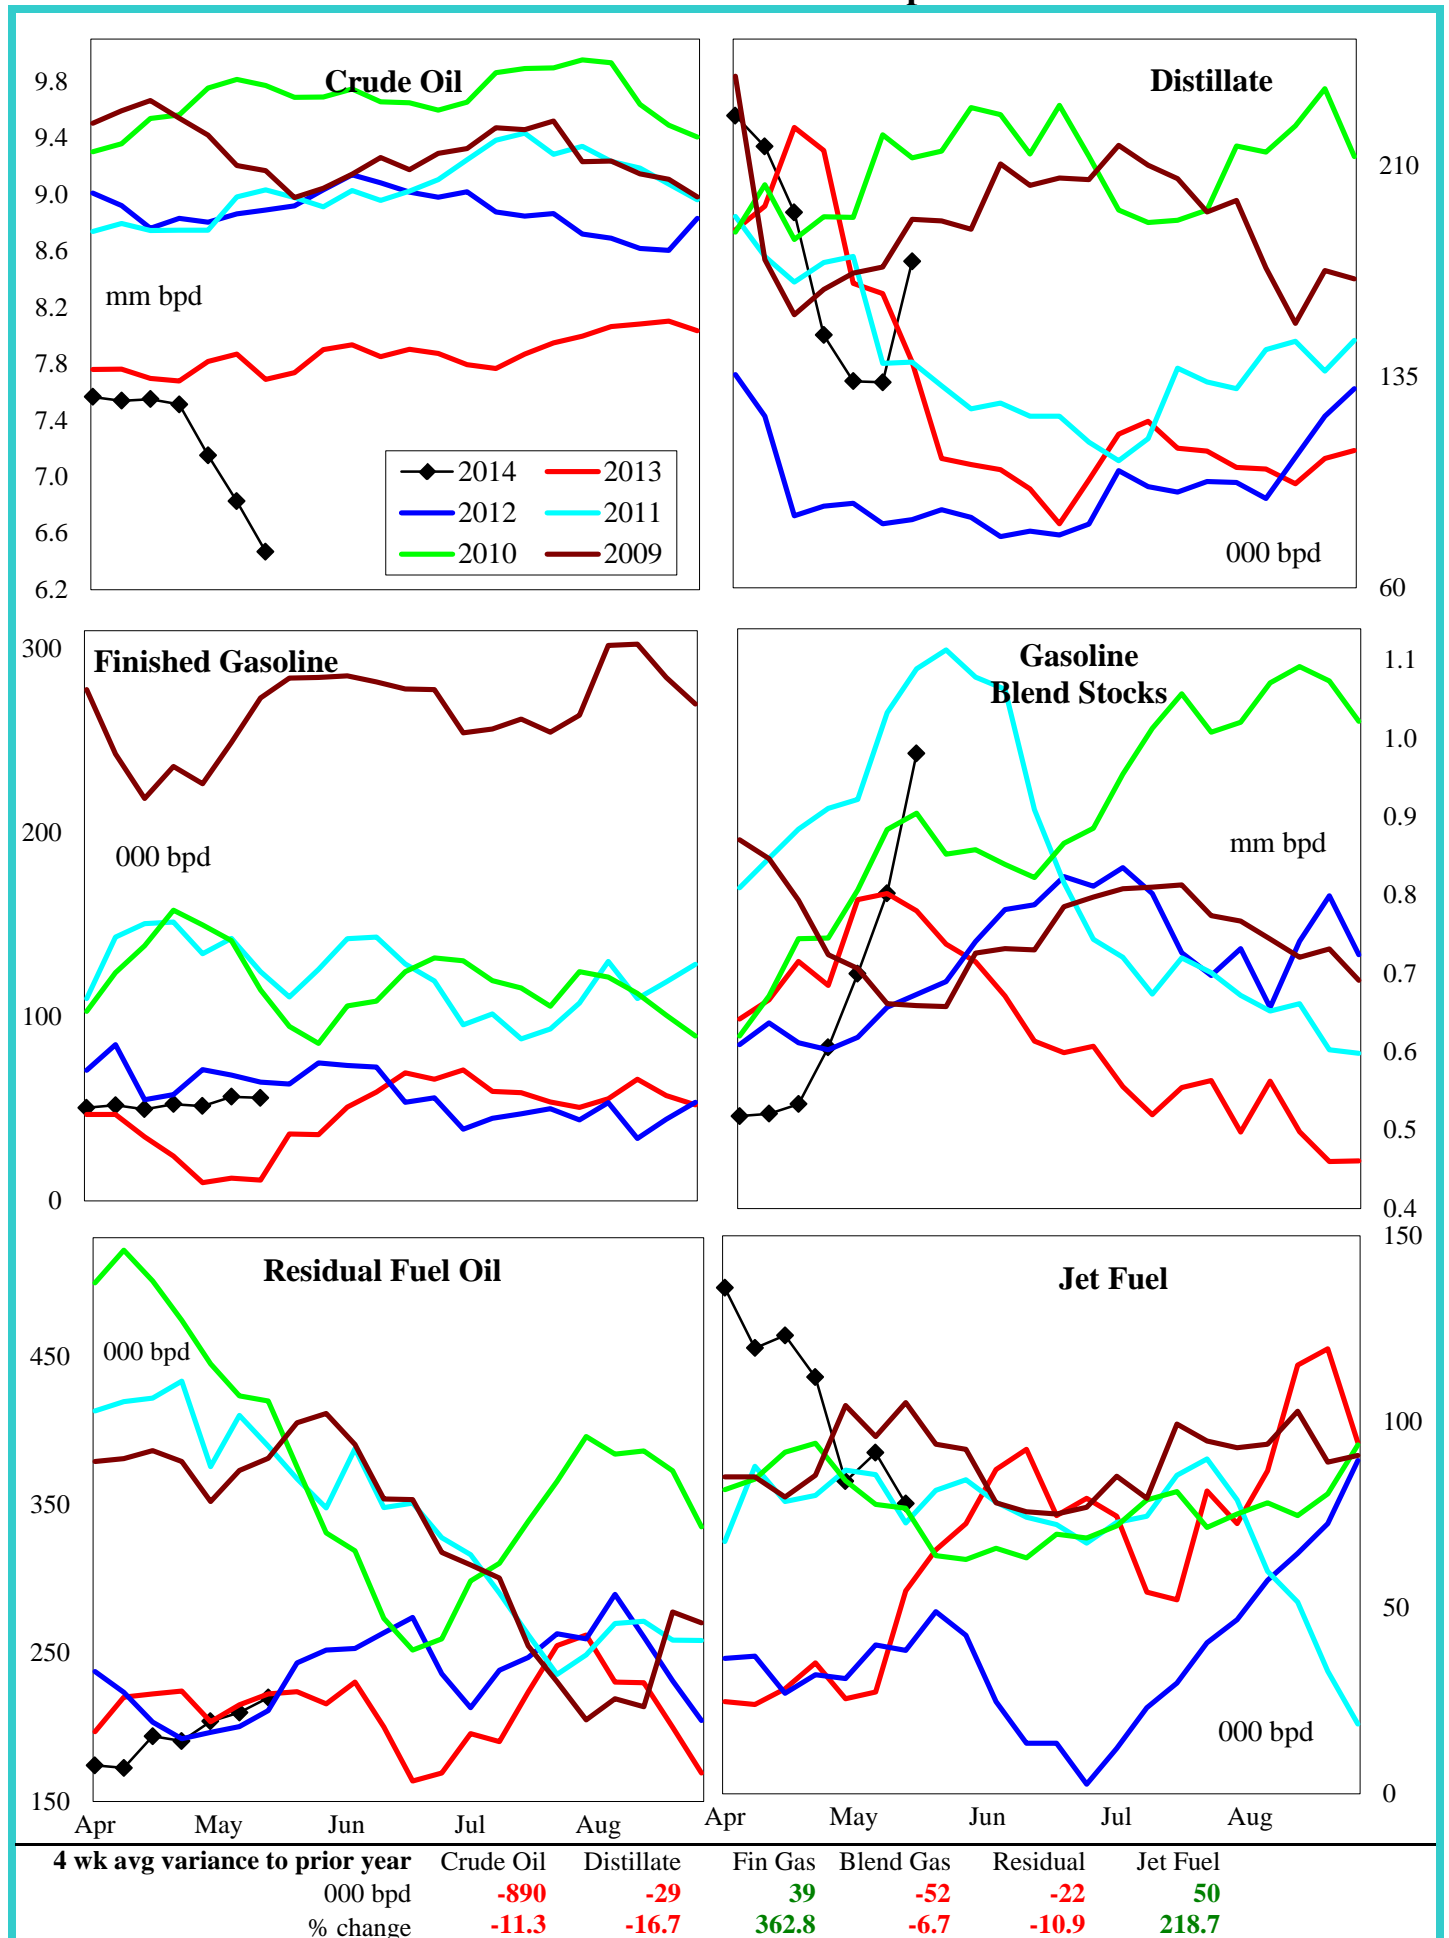 Crude Oil
9.8
9.4
9.0
8.6
8.2
7.8
7.4
7.0
6.6
6.2
mm bpd
2014 2013
2012 2011
2010 2009
Distillate
210
135
60
000 bpd
Finished Gasoline
300
200
100
0
000 bpd
Gasoline
Blend Stocks
1.1
1.0
0.9
0.8
0.7
0.6
0.5
0.4
mm bpd
Residual Fuel Oil
450
350
250
150
000 bpd
Apr May Jun Jul Aug
Jet Fuel
150
100
50
0
000 bpd
Apr May Jun Jul Aug
4 wk avg variance to prior year Crude Oil Distillate Fin Gas Blend Gas Residual Jet Fuel
000 bpd -890 -29 39 -52 -22 50
% change -11.3 -16.7 362.8 -6.7 -10.9 218.7